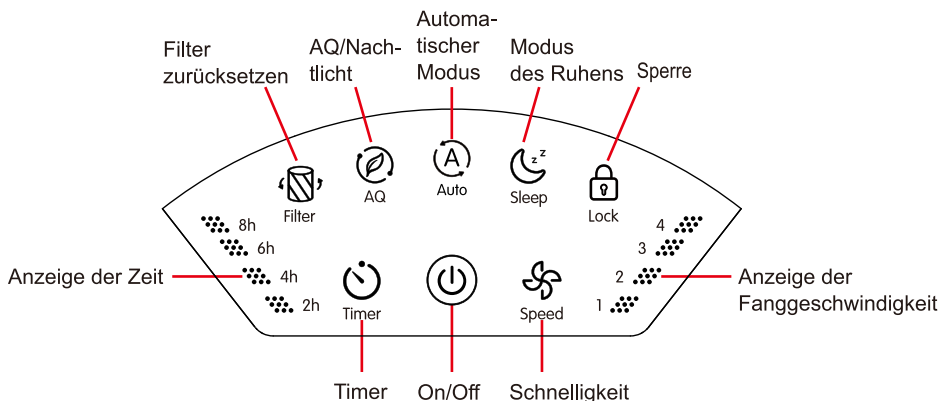 Filter
zurücksetzen
AQ/Nach-
tlicht
Automa-
tischer
Modus
Modus
des Ruhens
Sperre
A
z z
Filter
AQ
Auto
Sleep
Lock
8h
6h
4h
2h
4
3
2
1
Anzeige der Zeit
Anzeige der
Fanggeschwindigkeit
Timer
Speed
Timer
On/Off
Schnelligkeit